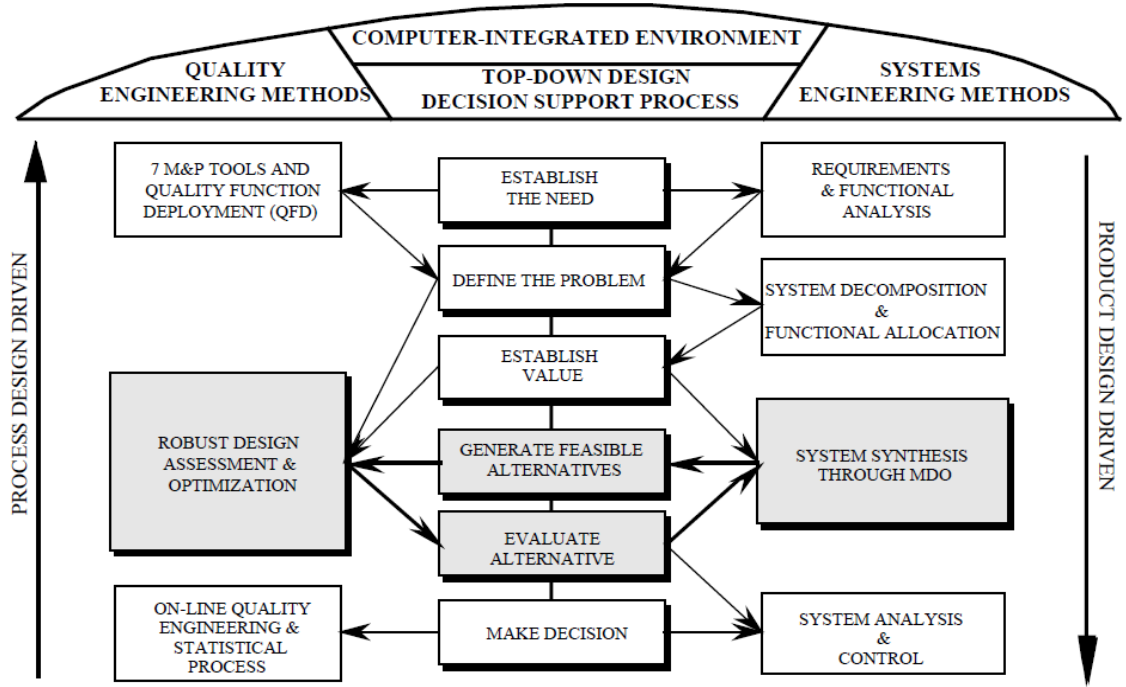 COMPUTER-INTEGRATED ENVIRONMENT
QUALITY
ENGINEERING METHODS
TOP-DOWN DESIGN
DECISION SUPPORT PROCESS
SYSTEMS
ENGINEERING METHODS
PROCESS DESIGN DRIVEN
7 M&P TOOLS AND
QUALITY FUNCTION
DEPLOYMENT (QFD)
ESTABLISH
THE NEED
REQUIREMENTS
& FUNCTIONAL
ANALYSIS
DEFINE THE PROBLEM
SYSTEM DECOMPOSITION
&
FUNCTIONAL ALLOCATION
ESTABLISH
VALUE
ROBUST DESIGN
ASSESSMENT &
OPTIMIZATION
GENERATE FEASIBLE
ALTERNATIVES
SYSTEM SYNTHESIS
THROUGH MDO
EVALUATE
ALTERNATIVE
ON-LINE QUALITY
ENGINEERING &
STATISTICAL
PROCESS
MAKE DECISION
SYSTEM ANALYSIS
&
CONTROL
PRODUCT DESIGN DRIVEN